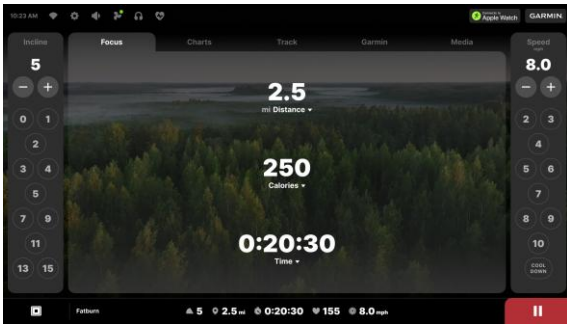 10:23 AM
Apple Watch
GARMIN.
Incline
5
0 1
2
3 4
5
7 9
11
13 15
Focus Charts Track Garmin Media
2.5
mi Distance
250
Calories
0:20:30
Time
Speed
mph
8.0
2 3
4
5 6
7
8 9
10
COOL DOWN
Fatburn
5 2.5 mi 0:20:30 155 8.0 mph